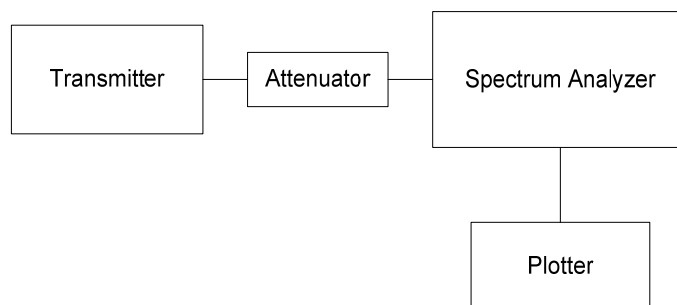 Transmitter
Attenuator
Spectrum Analyzer
Plotter